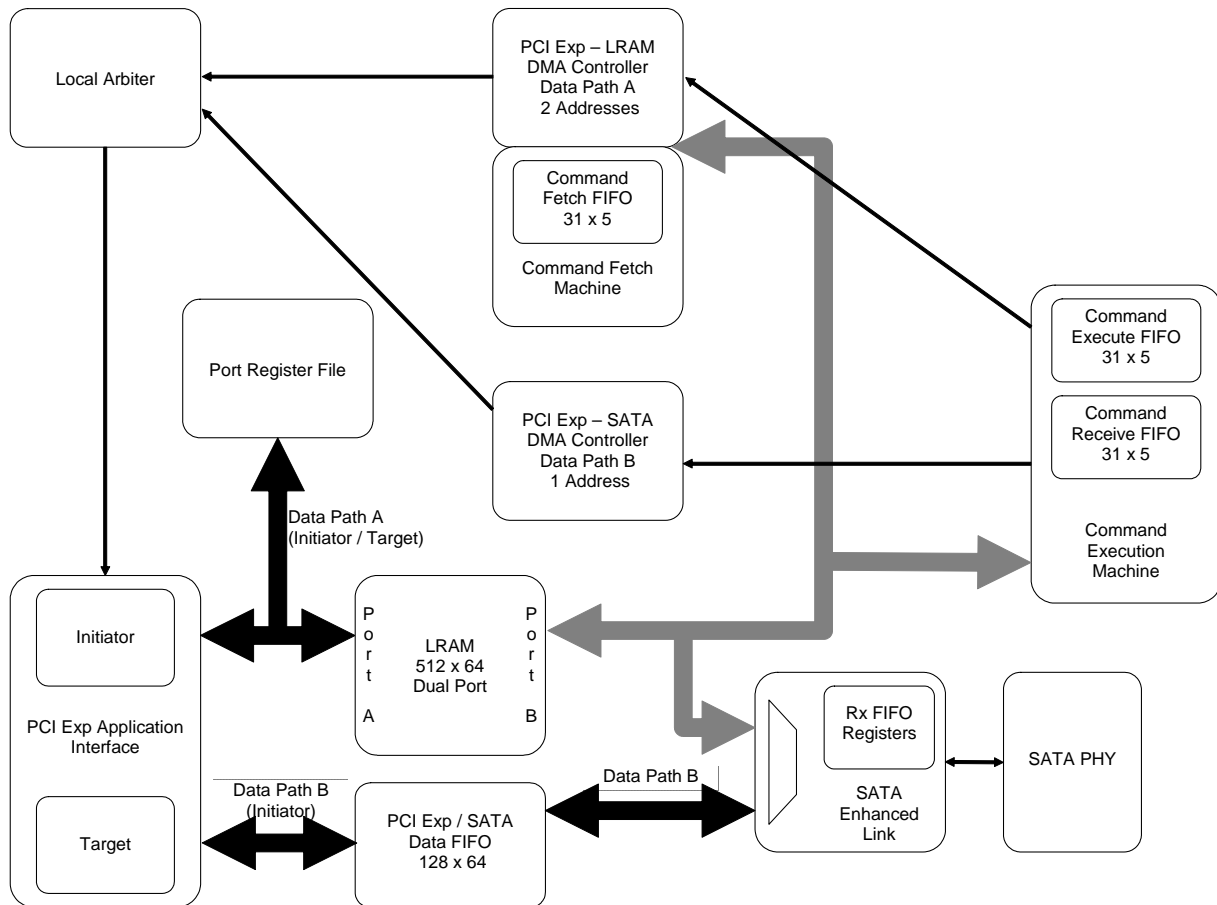 Local Arbiter
PCI Exp – LRAM
DMA Controller
Data Path A
2 Addresses
Command
Fetch FIFO
31 x 5
Command Fetch
Machine
Command
Execute FIFO
31 x 5
Command
Receive FIFO
31 x 5
Command
Execution
Machine
Port Register File
PCI Exp – SATA
DMA Controller
Data Path B
1 Address
Data Path A
(Initiator / Target)
Initiator
PCI Exp Application
Interface
Target
Port A
LRAM
512 x 64
Dual Port
Port B
Data Path B
(Initiator)
PCI Exp / SATA
Data FIFO
128 x 64
Data Path B
Rx FIFO
Registers
SATA
Enhanced
Link
SATA PHY